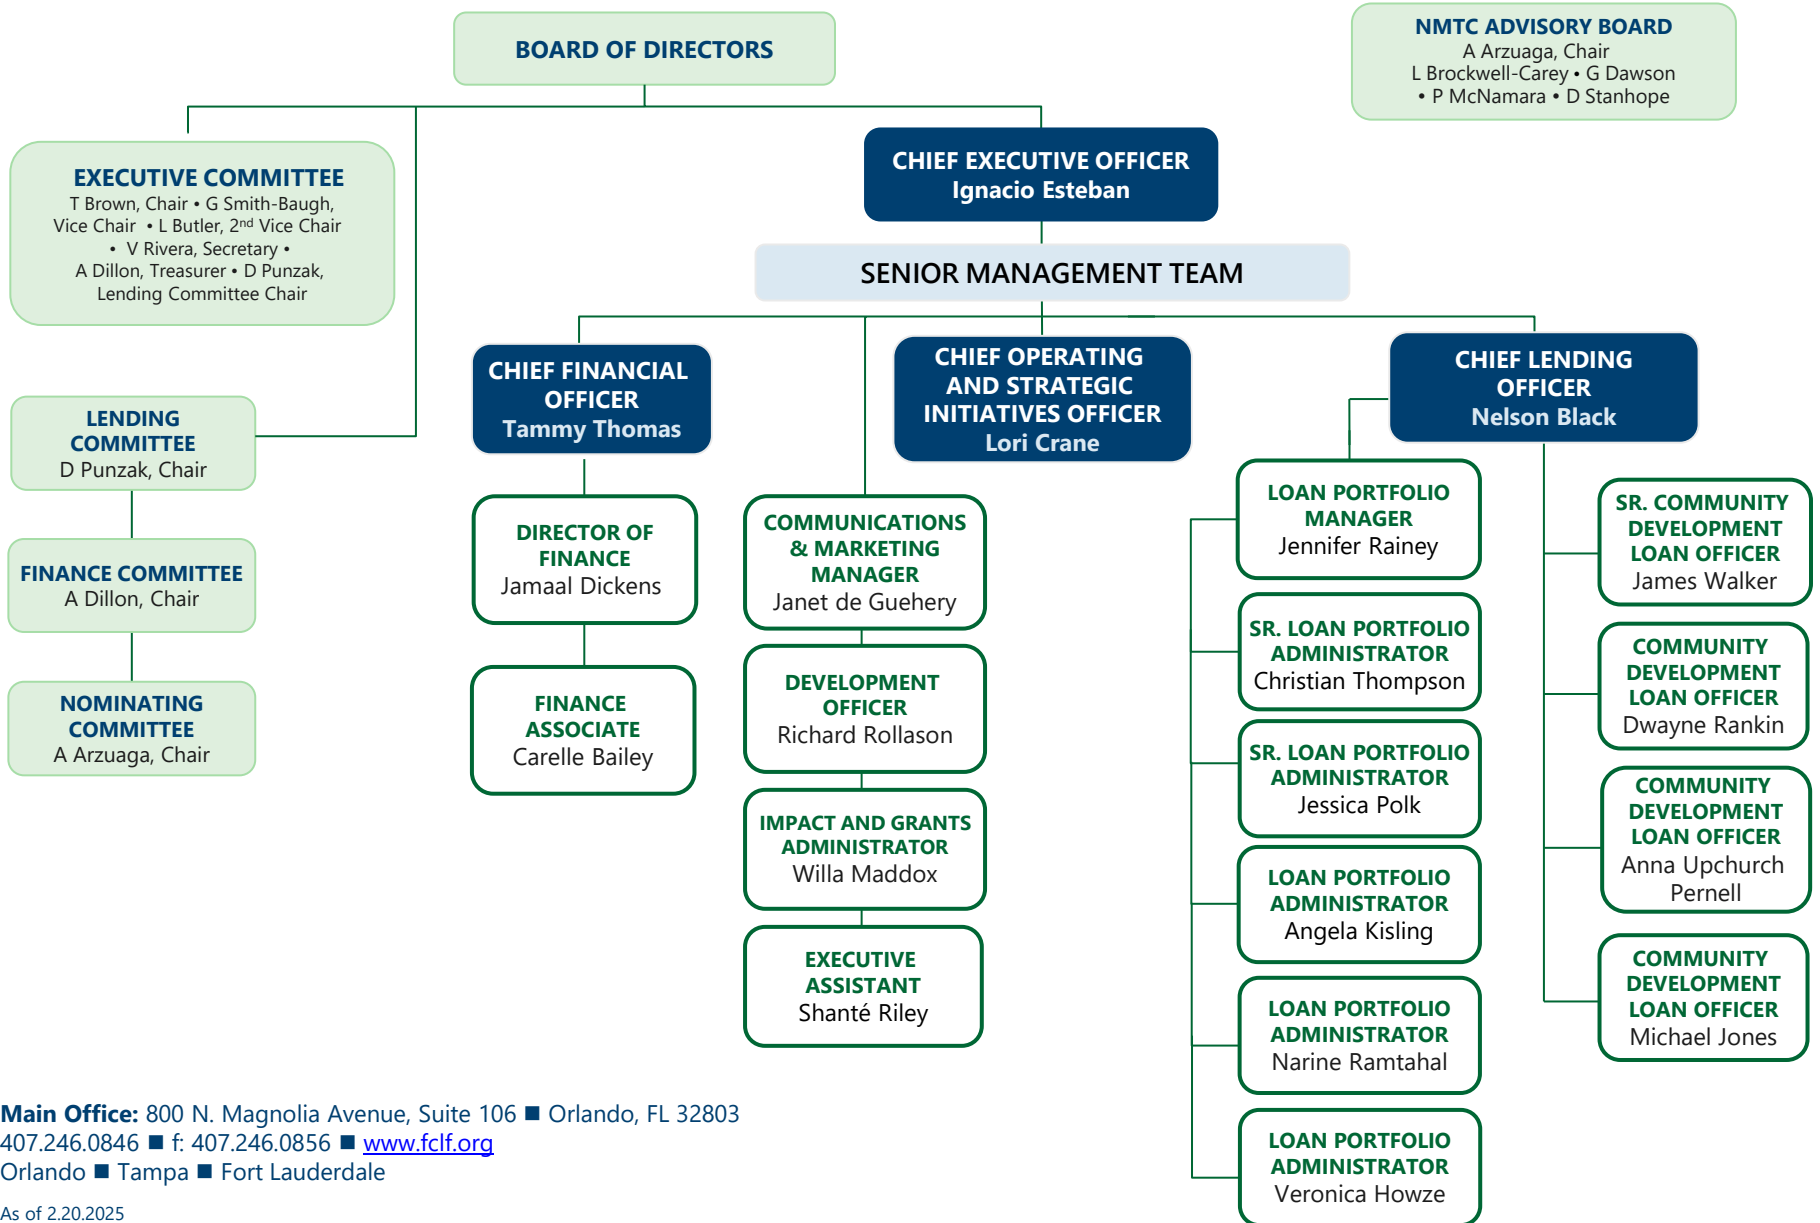 BOARD OF DIRECTORS
NMTC ADVISORY BOARD
A Arzuaga, Chair
L Brockwell-Carey • G Dawson
• P McNamara • D Stanhope
EXECUTIVE COMMITTEE
T Brown, Chair • G Smith-Baugh,
Vice Chair • L Butler, 2nd Vice Chair
• V Rivera, Secretary •
A Dillon, Treasurer • D Punzak,
Lending Committee Chair
CHIEF EXECUTIVE OFFICER
Ignacio Esteban
SENIOR MANAGEMENT TEAM
LENDING
COMMITTEE
D Punzak, Chair
FINANCE COMMITTEE
A Dillon, Chair
NOMINATING
COMMITTEE
A Arzuaga, Chair
CHIEF FINANCIAL
OFFICER
Tammy Thomas
DIRECTOR OF
FINANCE
Jamaal Dickens
FINANCE
ASSOCIATE
Carelle Bailey
COMMUNICATIONS
& MARKETING
MANAGER
Janet de Guehery
DEVELOPMENT
OFFICER
Richard Rollason
IMPACT AND GRANTS
ADMINISTRATOR
Willa Maddox
EXECUTIVE
ASSISTANT
Shanté Riley
CHIEF OPERATING
AND STRATEGIC
INITIATIVES OFFICER
Lori Crane
CHIEF LENDING
OFFICER
Nelson Black
LOAN PORTFOLIO
MANAGER
Jennifer Rainey
SR. LOAN PORTFOLIO
ADMINISTRATOR
Christian Thompson
SR. LOAN PORTFOLIO
ADMINISTRATOR
Jessica Polk
LOAN PORTFOLIO
ADMINISTRATOR
Angela Kisling
LOAN PORTFOLIO
ADMINISTRATOR
Narine Ramtahal
LOAN PORTFOLIO
ADMINISTRATOR
Veronica Howze
SR. COMMUNITY
DEVELOPMENT
LOAN OFFICER
James Walker
COMMUNITY
DEVELOPMENT
LOAN OFFICER
Dwayne Rankin
COMMUNITY
DEVELOPMENT
LOAN OFFICER
Anna Upchurch
Pernell
COMMUNITY
DEVELOPMENT
LOAN OFFICER
Michael Jones
Main Office: 800 N. Magnolia Avenue, Suite 106 ■ Orlando, FL 32803
407.246.0846 ■ f: 407.246.0856 ■ www.fclf.org
Orlando ■ Tampa ■ Fort Lauderdale
As of 2.20.2025